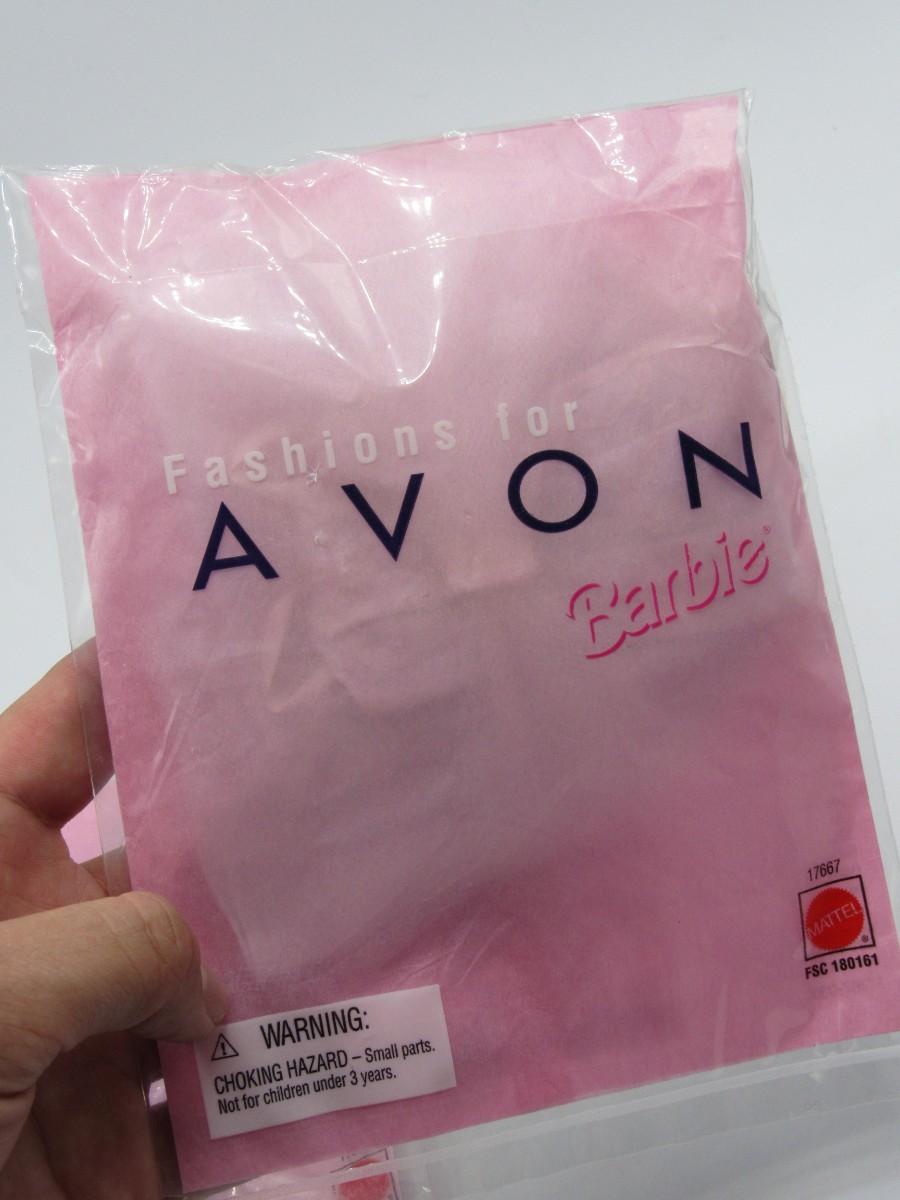 Fashions for
AVON
Barbie®
17667
MATTEL®
FSC 180161
⚠ WARNING:
CHOKING HAZARD – Small parts.
Not for children under 3 years.